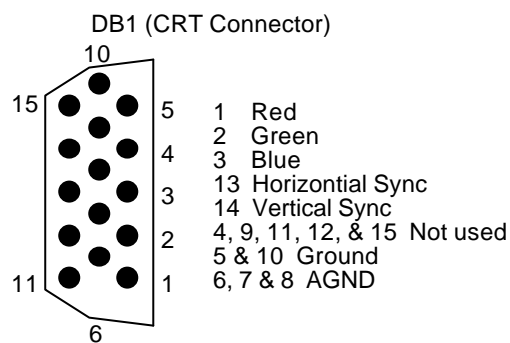 DB1 (CRT Connector)
10
15
5
4
3
2
11
1
6
1 Red
2 Green
3 Blue
13 Horizontial Sync
14 Vertical Sync
4, 9, 11, 12, & 15 Not used
5 & 10 Ground
6, 7 & 8 AGND